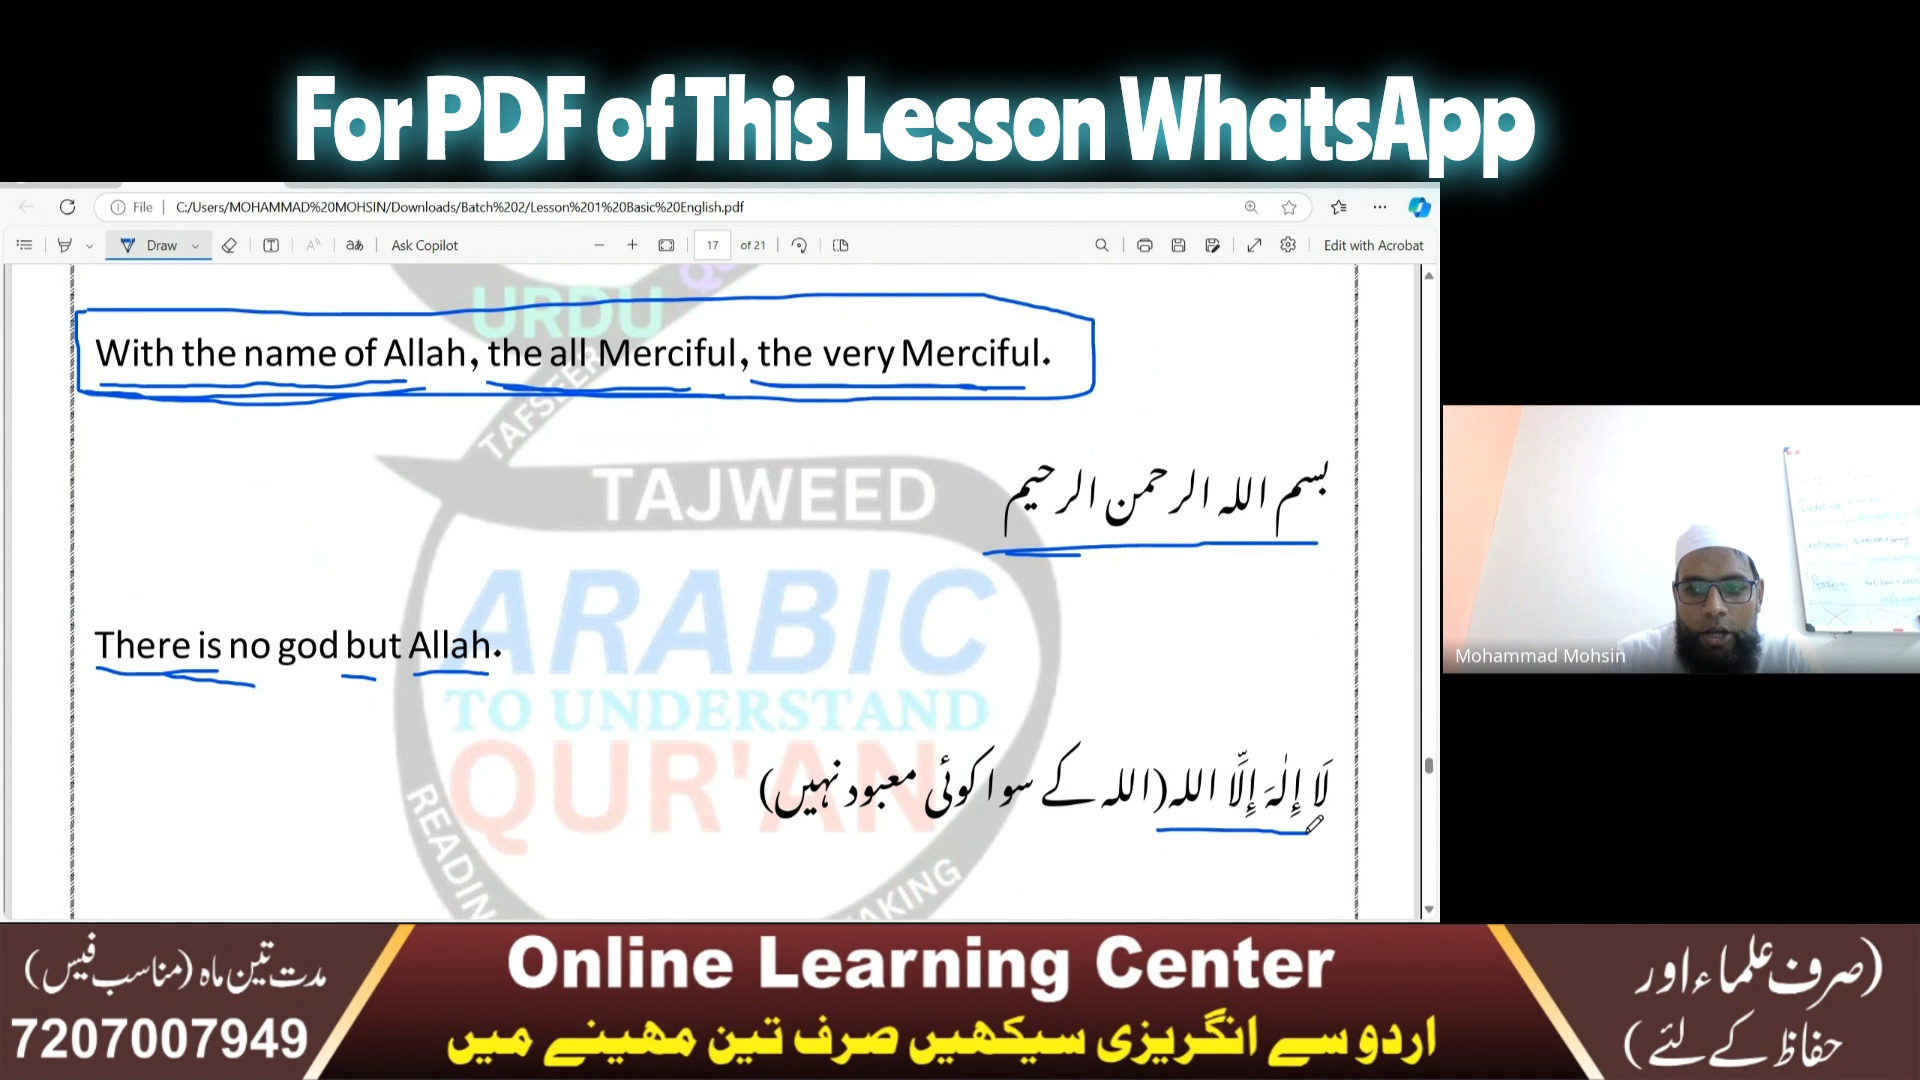 For PDF of This Lesson WhatsApp
File C:/Users/MOHAMMAD%20MOHSIN/Downloads/Batch%202/Lesson%201%20Basic%20English.pdf
Draw aあ Ask Copilot 17 of 21 Edit with Acrobat
URDU
With the name of Allah, the all Merciful, the very Merciful.
TAFSEER
TAJWEED
بسم اللہ الرحمن الرحیم
ARABIC
There is no god but Allah.
TO UNDERSTAND
QUR'AN
لَا إِلٰہَ إِلَّا اللہ(اللہ کے سوا کوئی معبود نہیں)
READIN
AKING
Mohammad Mohsin
مدت تین ماہ (مناسب فیس)
7207007949
Online Learning Center
اردو سے انگریزی سیکھیں صرف تین مہینے میں
(صرف علماء اور
حفاظ کے لئے)